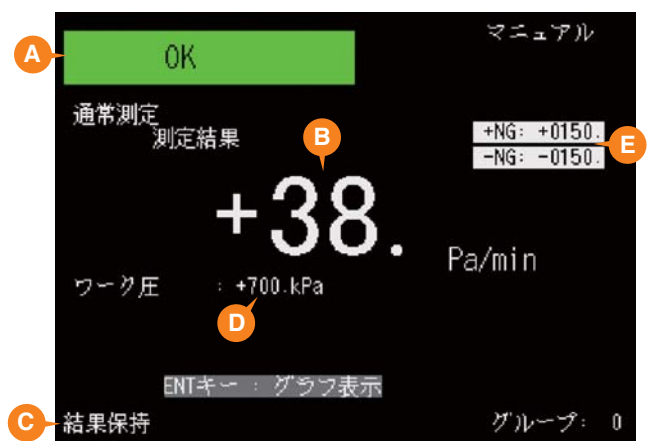 マニュアル
A
OK
通常測定
測定結果
B
+NG: +0150.
-NG: -0150.
E
+38.
Pa/min
ワーク圧 : +700.kPa
D
ENTキー : グラフ表示
C
結果保持
グループ: 0